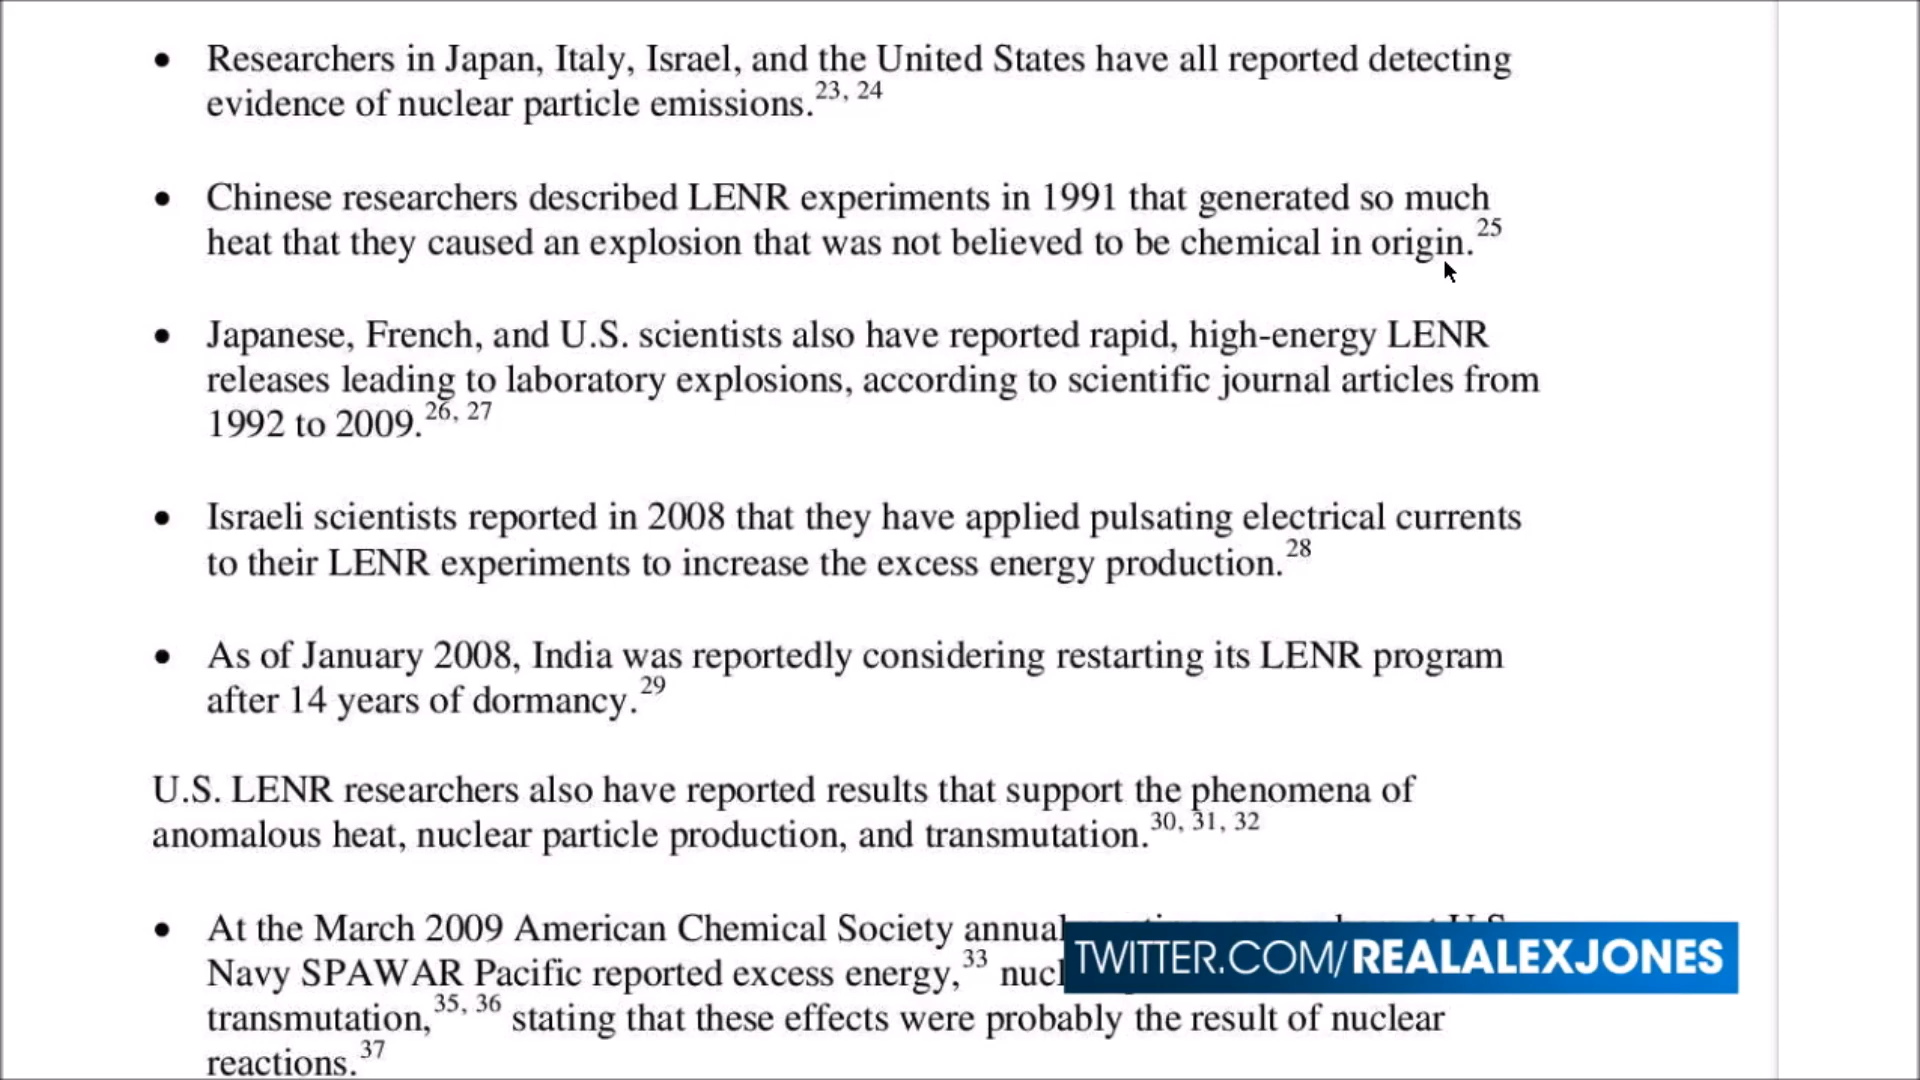 • Researchers in Japan, Italy, Israel, and the United States have all reported detecting
evidence of nuclear particle emissions.23, 24
• Chinese researchers described LENR experiments in 1991 that generated so much
heat that they caused an explosion that was not believed to be chemical in origin.25
• Japanese, French, and U.S. scientists also have reported rapid, high-energy LENR
releases leading to laboratory explosions, according to scientific journal articles from
1992 to 2009.26, 27
• Israeli scientists reported in 2008 that they have applied pulsating electrical currents
to their LENR experiments to increase the excess energy production.28
• As of January 2008, India was reportedly considering restarting its LENR program
after 14 years of dormancy.29
U.S. LENR researchers also have reported results that support the phenomena of
anomalous heat, nuclear particle production, and transmutation.30, 31, 32
• At the March 2009 American Chemical Society annual
Navy SPAWAR Pacific reported excess energy,33
TWITTER.COM/REALALEXJONES
transmutation,35, 36 stating that these effects were probably the result of nuclear
reactions.37